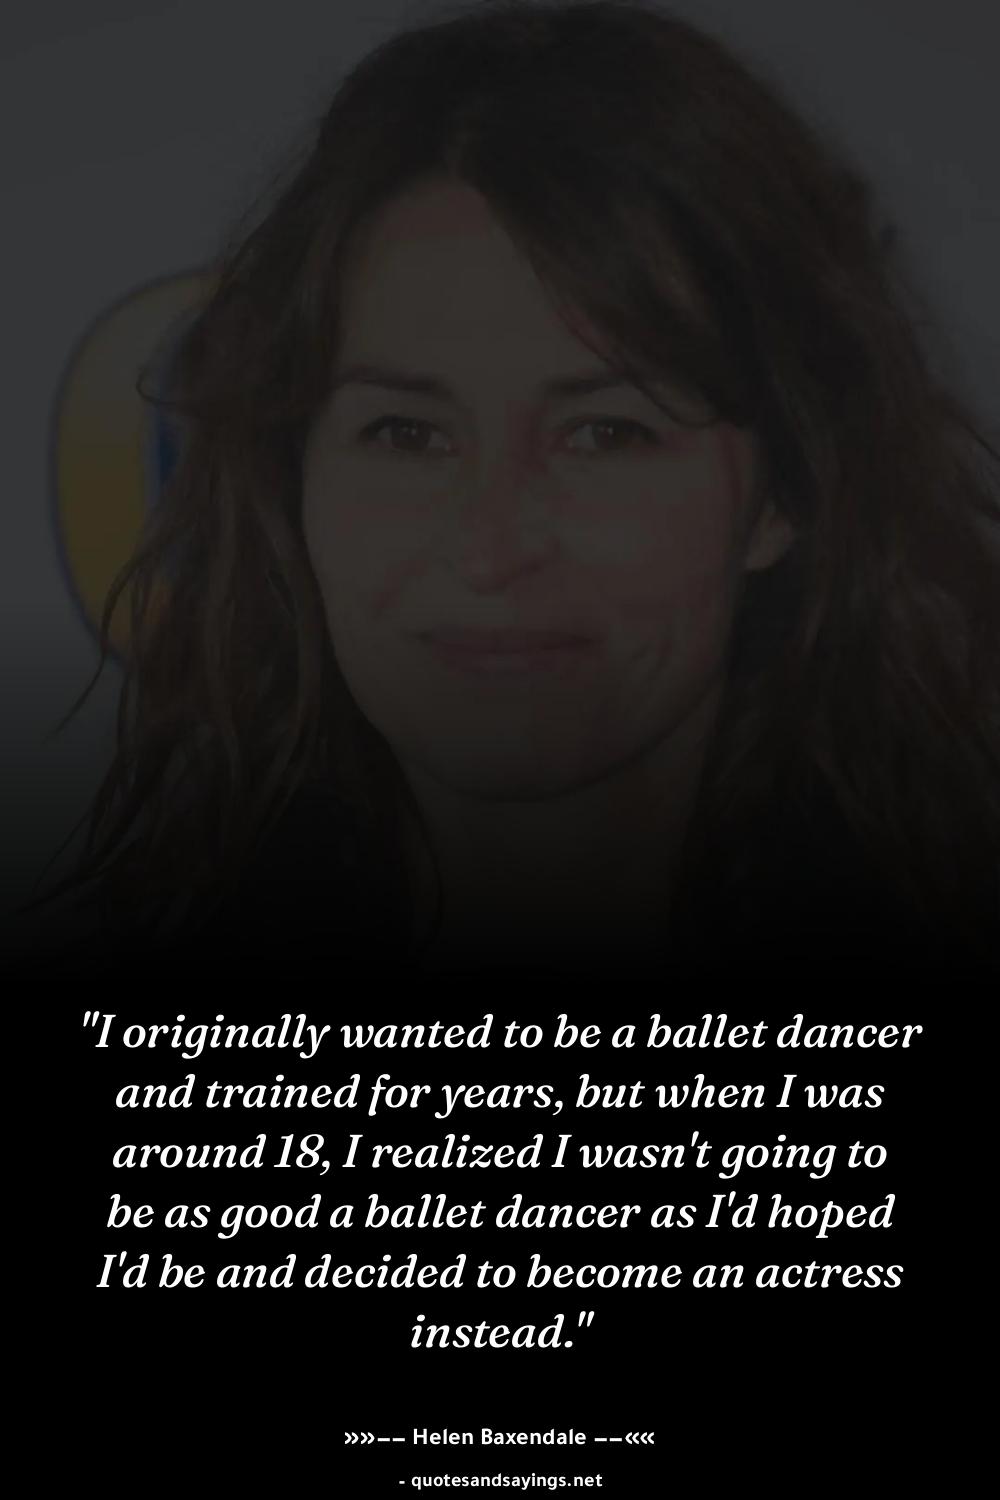 "I originally wanted to be a ballet dancer
and trained for years, but when I was
around 18, I realized I wasn't going to
be as good a ballet dancer as I'd hoped
I'd be and decided to become an actress
instead."
»»−− Helen Baxendale −−««
- quotesandsayings.net